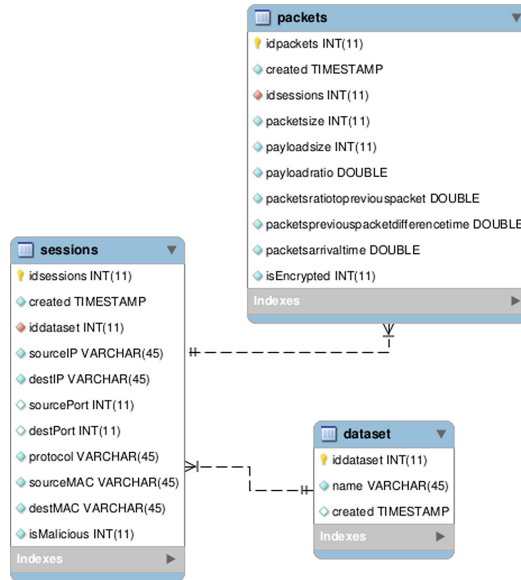 packets
idpackets INT(11)
created TIMESTAMP
idsessions INT(11)
packetsize INT(11)
payloadsize INT(11)
payloadratio DOUBLE
packetsratiotopreviouspacket DOUBLE
packetspreviouspacketdifferencetime DOUBLE
packetsarrivaltime DOUBLE
isEncrypted INT(11)
Indexes
sessions
idsessions INT(11)
created TIMESTAMP
iddataset INT(11)
sourceIP VARCHAR(45)
destIP VARCHAR(45)
sourcePort INT(11)
destPort INT(11)
protocol VARCHAR(45)
sourceMAC VARCHAR(45)
destMAC VARCHAR(45)
isMalicious INT(11)
Indexes
dataset
iddataset INT(11)
name VARCHAR(45)
created TIMESTAMP
Indexes